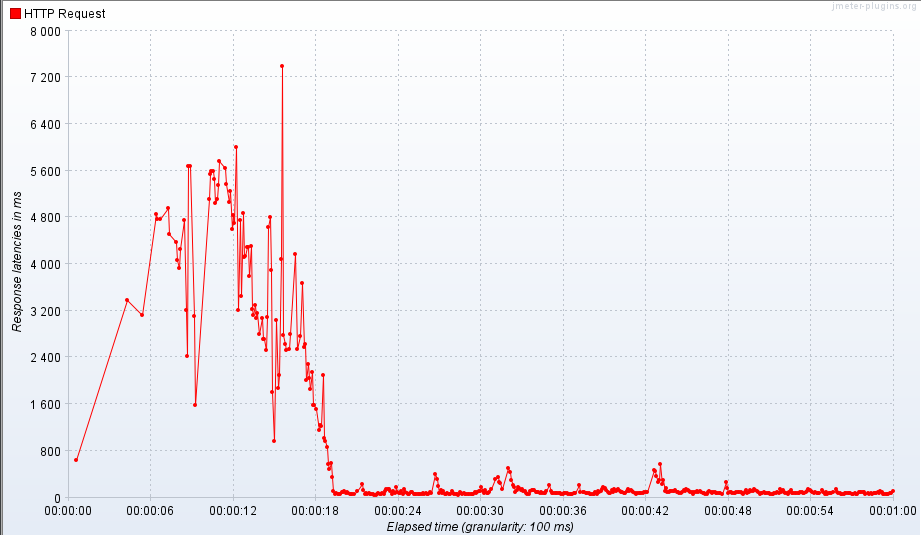 jmeter-plugins.org
HTTP Request
8 000
7 200
6 400
5 600
4 800
4 000
3 200
2 400
1 600
800
0
Response latencies in ms
00:00:00 00:00:06 00:00:12 00:00:18 00:00:24 00:00:30 00:00:36 00:00:42 00:00:48 00:00:54 00:01:00
Elapsed time (granularity: 100 ms)